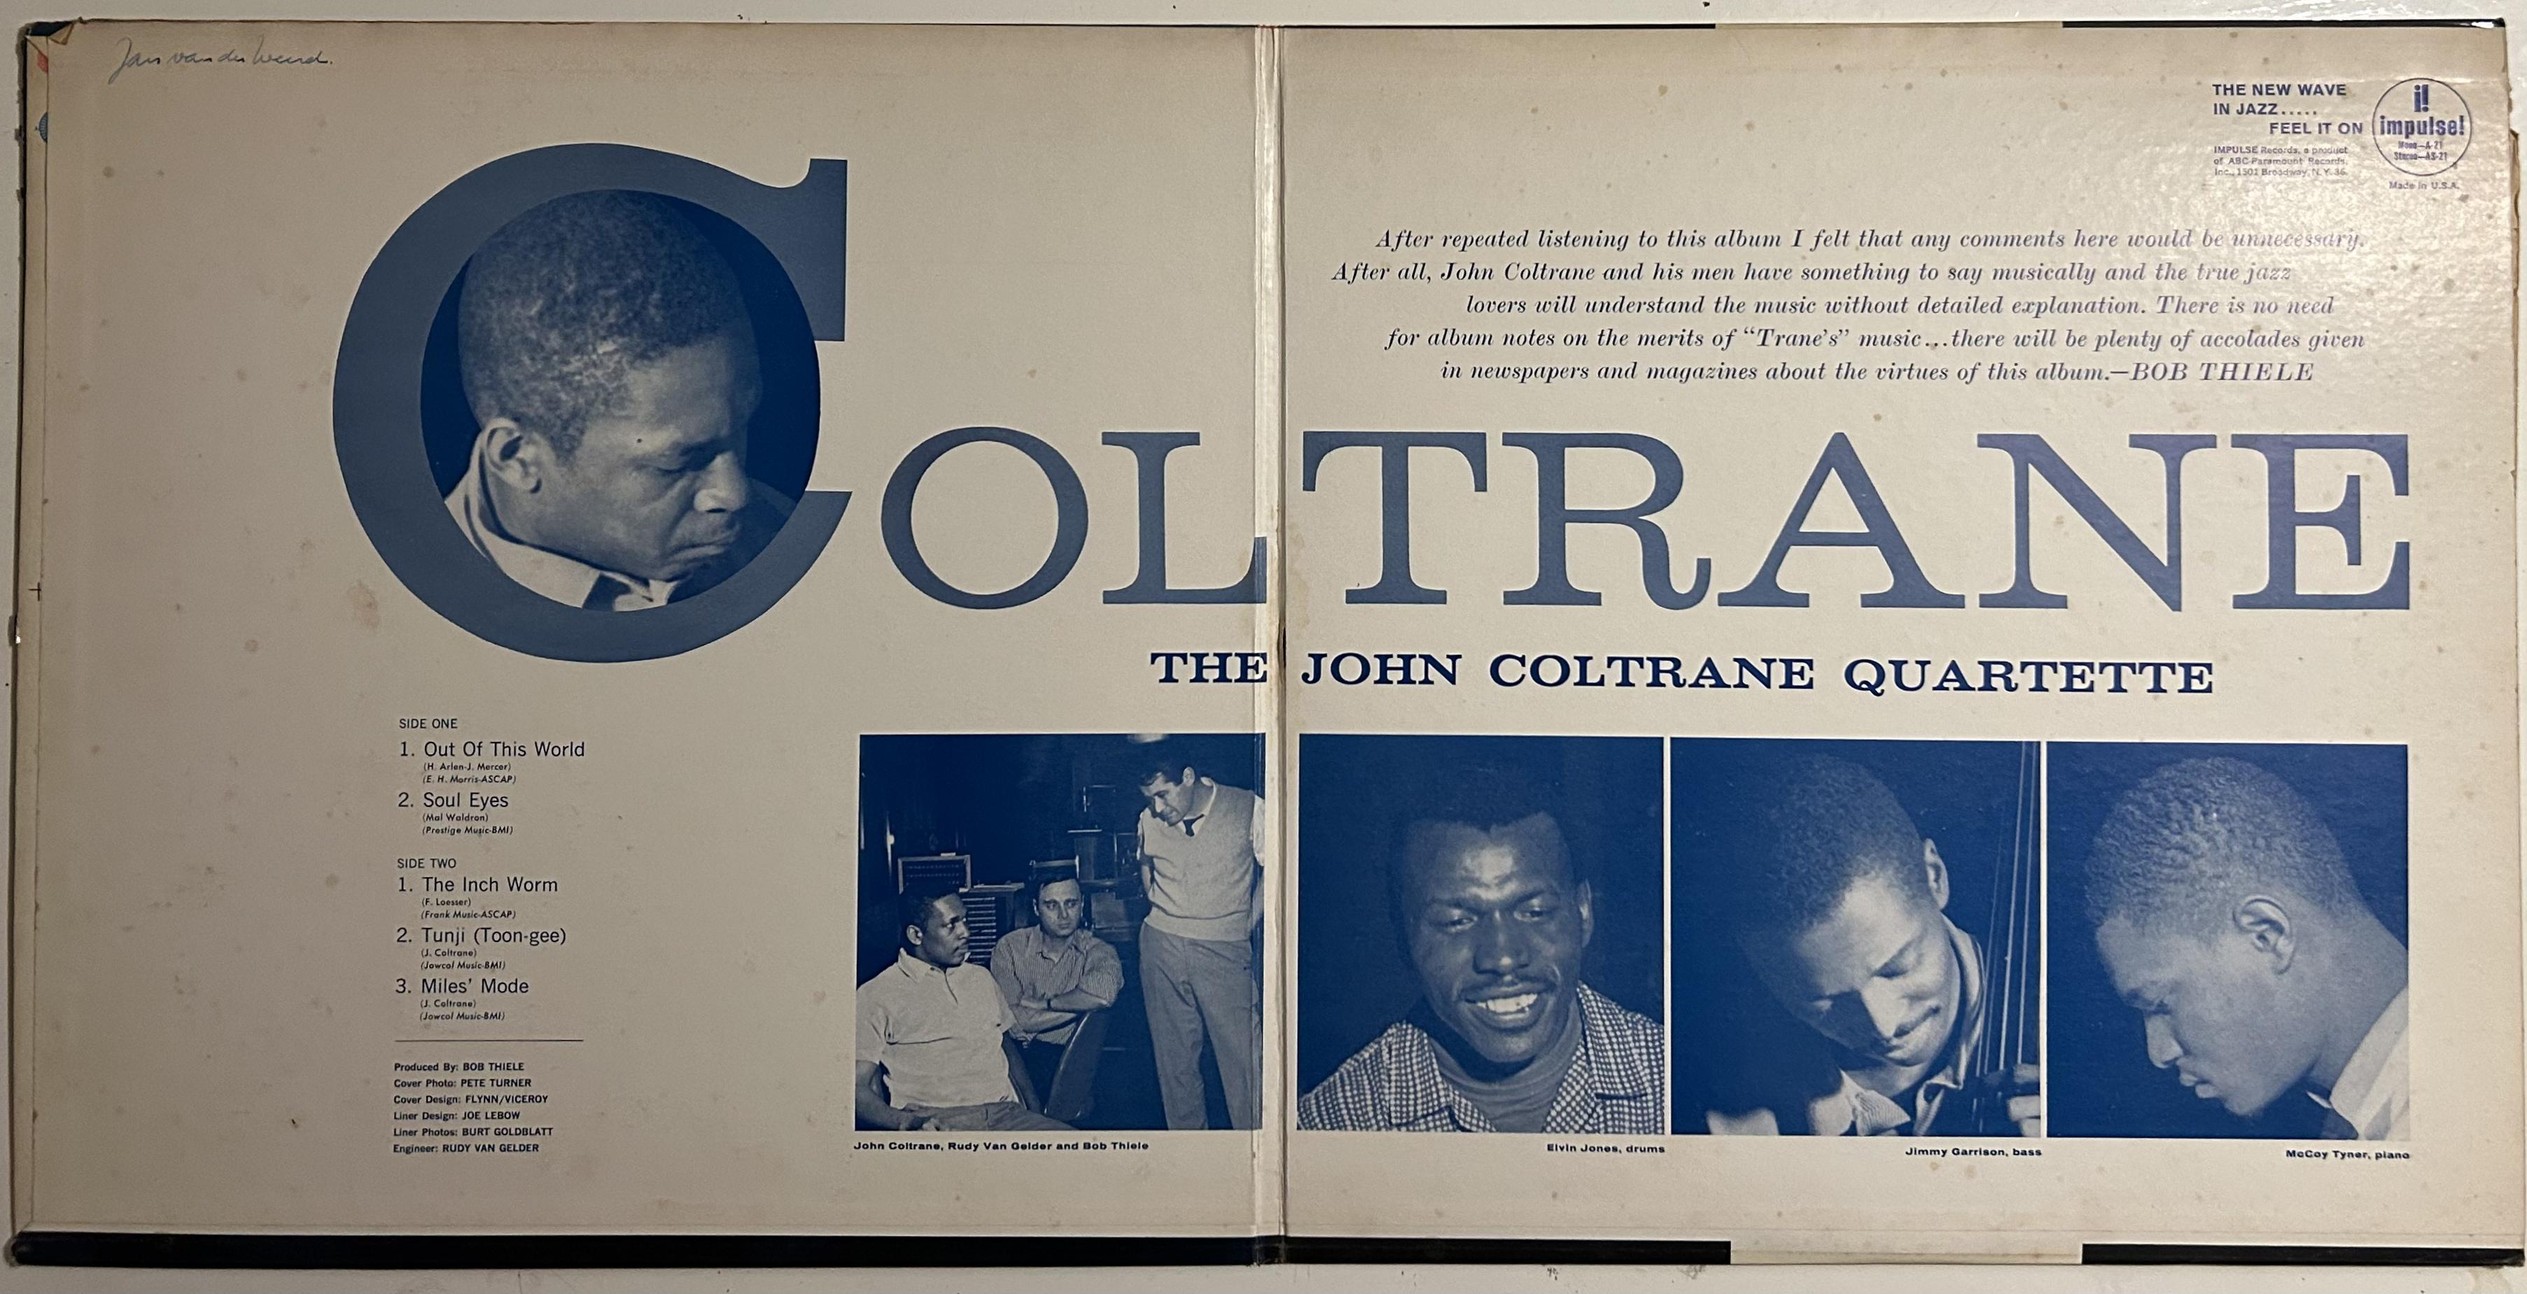 Jan van der Weerd.
THE NEW WAVE
IN JAZZ.....
FEEL IT ON
IMPULSE Records, a product
of ABC-Paramount Records,
Inc., 1501 Broadway, N.Y. 36.
i!
impulse!
Mono—A-21
Stereo—AS-21
Made in U.S.A.
After repeated listening to this album I felt that any comments here would be unnecessary.
After all, John Coltrane and his men have something to say musically and the true jazz
lovers will understand the music without detailed explanation. There is no need
for album notes on the merits of “Trane’s” music...there will be plenty of accolades given
in newspapers and magazines about the virtues of this album.—BOB THIELE
COLTRANE
THE JOHN COLTRANE QUARTETTE
SIDE ONE
1. Out Of This World
(H. Arlen-J. Mercer)
(E. H. Morris-ASCAP)
2. Soul Eyes
(Mal Waldron)
(Prestige Music-BMI)
SIDE TWO
1. The Inch Worm
(F. Loesser)
(Frank Music-ASCAP)
2. Tunji (Toon-gee)
(J. Coltrane)
(Jowcol Music-BMI)
3. Miles’ Mode
(J. Coltrane)
(Jowcol Music-BMI)
Produced By: BOB THIELE
Cover Photo: PETE TURNER
Cover Design: FLYNN/VICEROY
Liner Design: JOE LEBOW
Liner Photos: BURT GOLDBLATT
Engineer: RUDY VAN GELDER
John Coltrane, Rudy Van Gelder and Bob Thiele
Elvin Jones, drums
Jimmy Garrison, bass
McCoy Tyner, piano